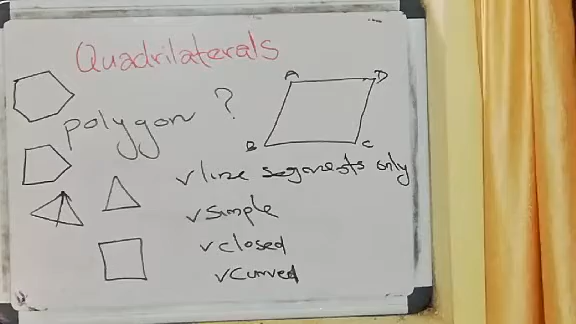 Quadrilaterals
A D
polygon ?
B C
✓line segments only
✓simple
✓closed
✓curved